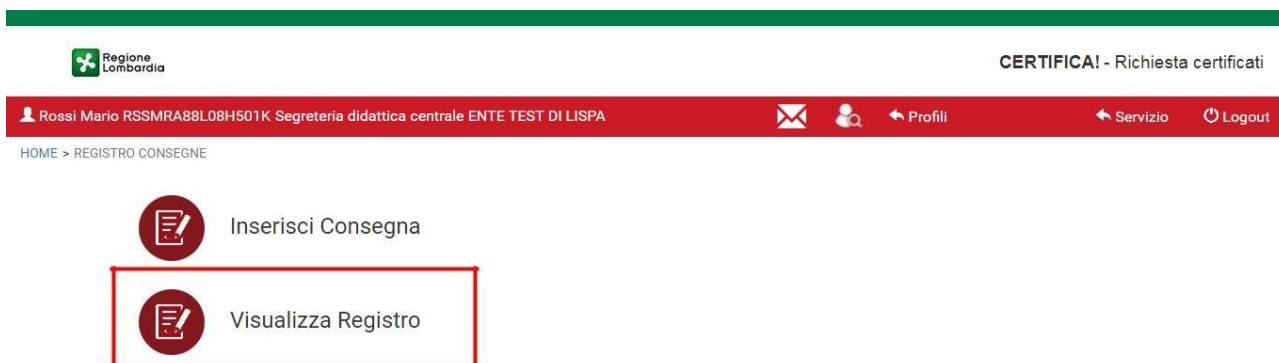 Regione
Lombardia
CERTIFICA! - Richiesta certificati
Rossi Mario RSSMRA88L08H501K Segreteria didattica centrale ENTE TEST DI LISPA
Profili
Servizio
Logout
HOME > REGISTRO CONSEGNE
Inserisci Consegna
Visualizza Registro